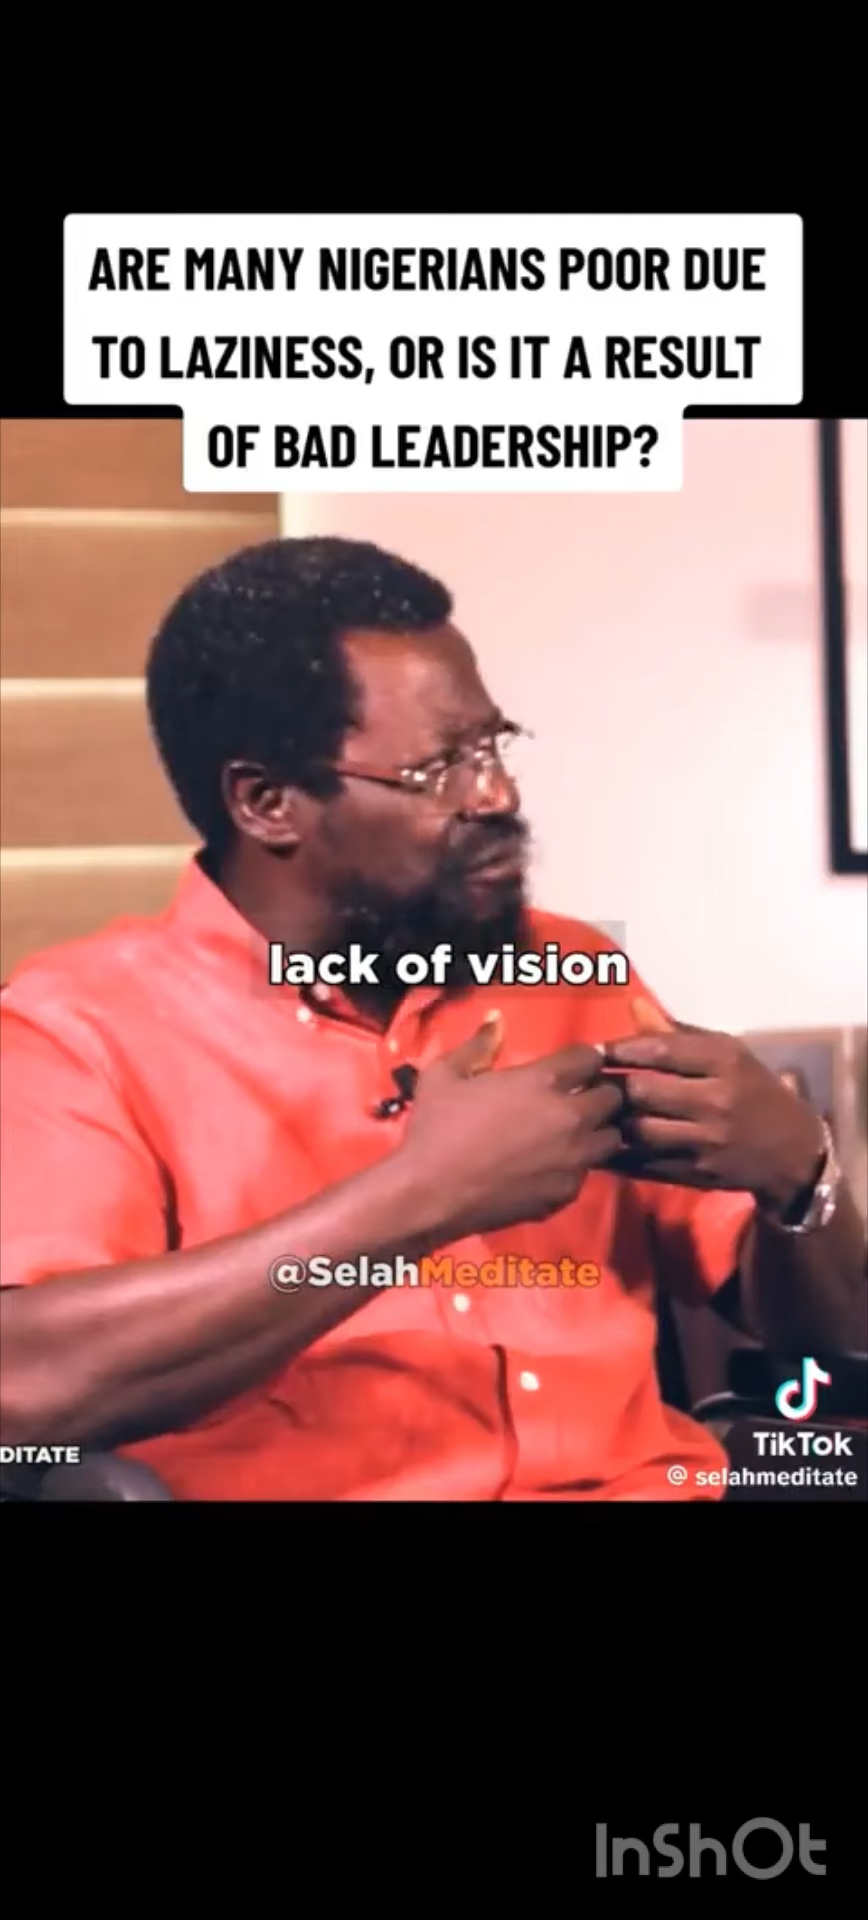 ARE MANY NIGERIANS POOR DUE
TO LAZINESS, OR IS IT A RESULT
OF BAD LEADERSHIP?
lack of vision
@SelahMeditate
DITATE
TikTok
@ selahmeditate
InShOt